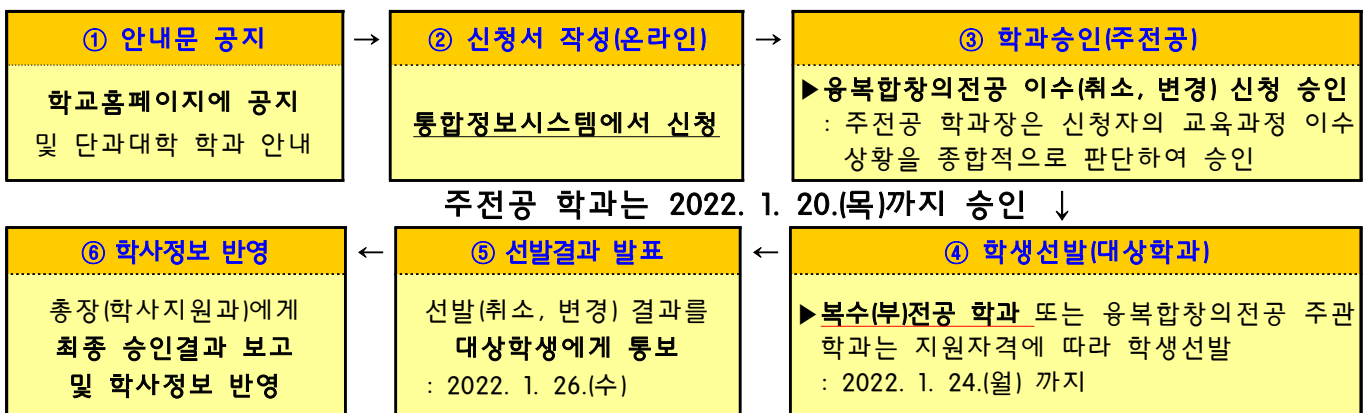 ① 안내문 공지
학교홈페이지에 공지
및 단과대학 학과 안내
→
② 신청서 작성(온라인)
통합정보시스템에서 신청
→
③ 학과승인(주전공)
▶융복합창의전공 이수(취소, 변경) 신청 승인
: 주전공 학과장은 신청자의 교육과정 이수
상황을 종합적으로 판단하여 승인
주전공 학과는 2022. 1. 20.(목)까지 승인 ↓
④ 학생선발(대상학과)
▶복수(부)전공 학과 또는 융복합창의전공 주관
학과는 지원자격에 따라 학생선발
: 2022. 1. 24.(월) 까지
←
⑤ 선발결과 발표
선발(취소, 변경) 결과를
대상학생에게 통보
: 2022. 1. 26.(수)
←
⑥ 학사정보 반영
총장(학사지원과)에게
최종 승인결과 보고
및 학사정보 반영